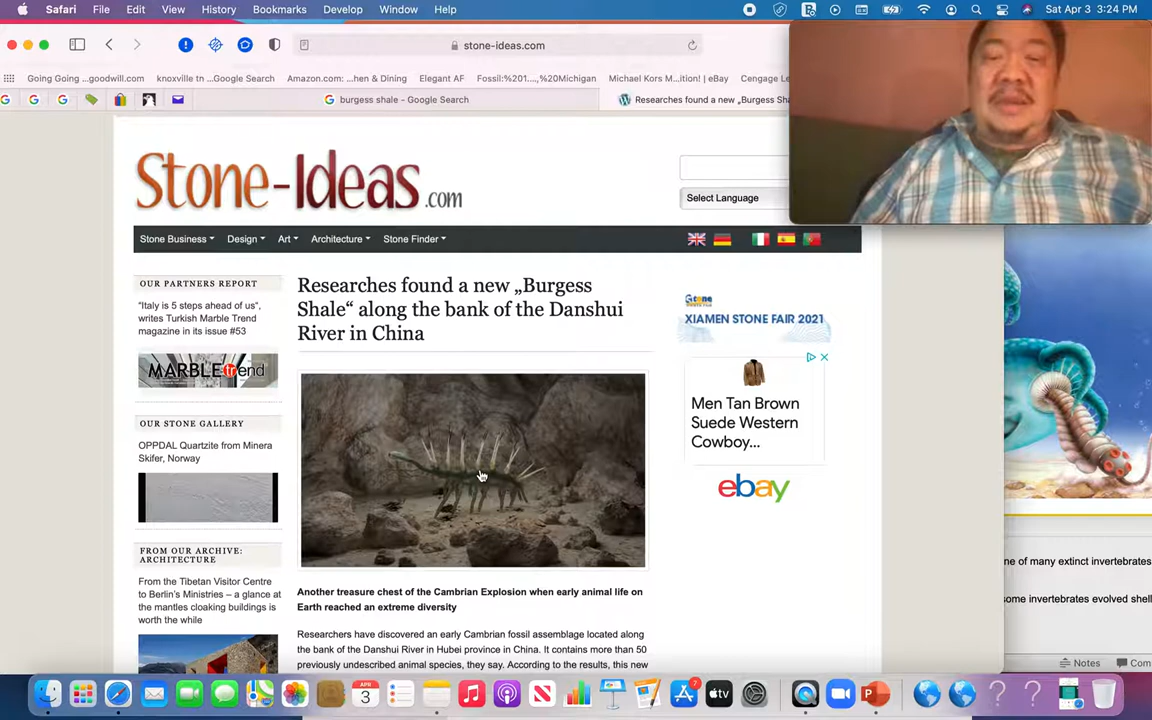 Safari File Edit View History Bookmarks Develop Window Help Sat Apr 3 3:24 PM
stone-ideas.com
Going Going ...goodwill.com knoxville tn ...Google Search Amazon.com: ...hen & Dining Elegant AF Fossil:%201...,%20Michigan Michael Kors M...ition! | eBay Cengage Le
burgess shale - Google Search Researches found a new „Burgess Sha
Stone-Ideas.com
Select Language
Stone Business Design Art Architecture Stone Finder
OUR PARTNERS REPORT
"Italy is 5 steps ahead of us",
writes Turkish Marble Trend
magazine in its issue #53
MARBLE trend
OUR STONE GALLERY
OPPDAL Quartzite from Minera
Skifer, Norway
FROM OUR ARCHIVE:
ARCHITECTURE
From the Tibetan Visitor Centre
to Berlin's Ministries – a glance at
the mantles cloaking buildings is
worth the while
Researches found a new „Burgess
Shale“ along the bank of the Danshui
River in China
Another treasure chest of the Cambrian Explosion when early animal life on
Earth reached an extreme diversity
Researchers have discovered an early Cambrian fossil assemblage located along
the bank of the Danshui River in Hubei province in China. It contains more than 50
previously undescribed animal species, they say. According to the results, this new
XIAMEN STONE FAIR 2021
Men Tan Brown
Suede Western
Cowboy...
ebay
ne of many extinct invertebrates
some invertebrates evolved shell
Notes Com
APR
3
7
tv